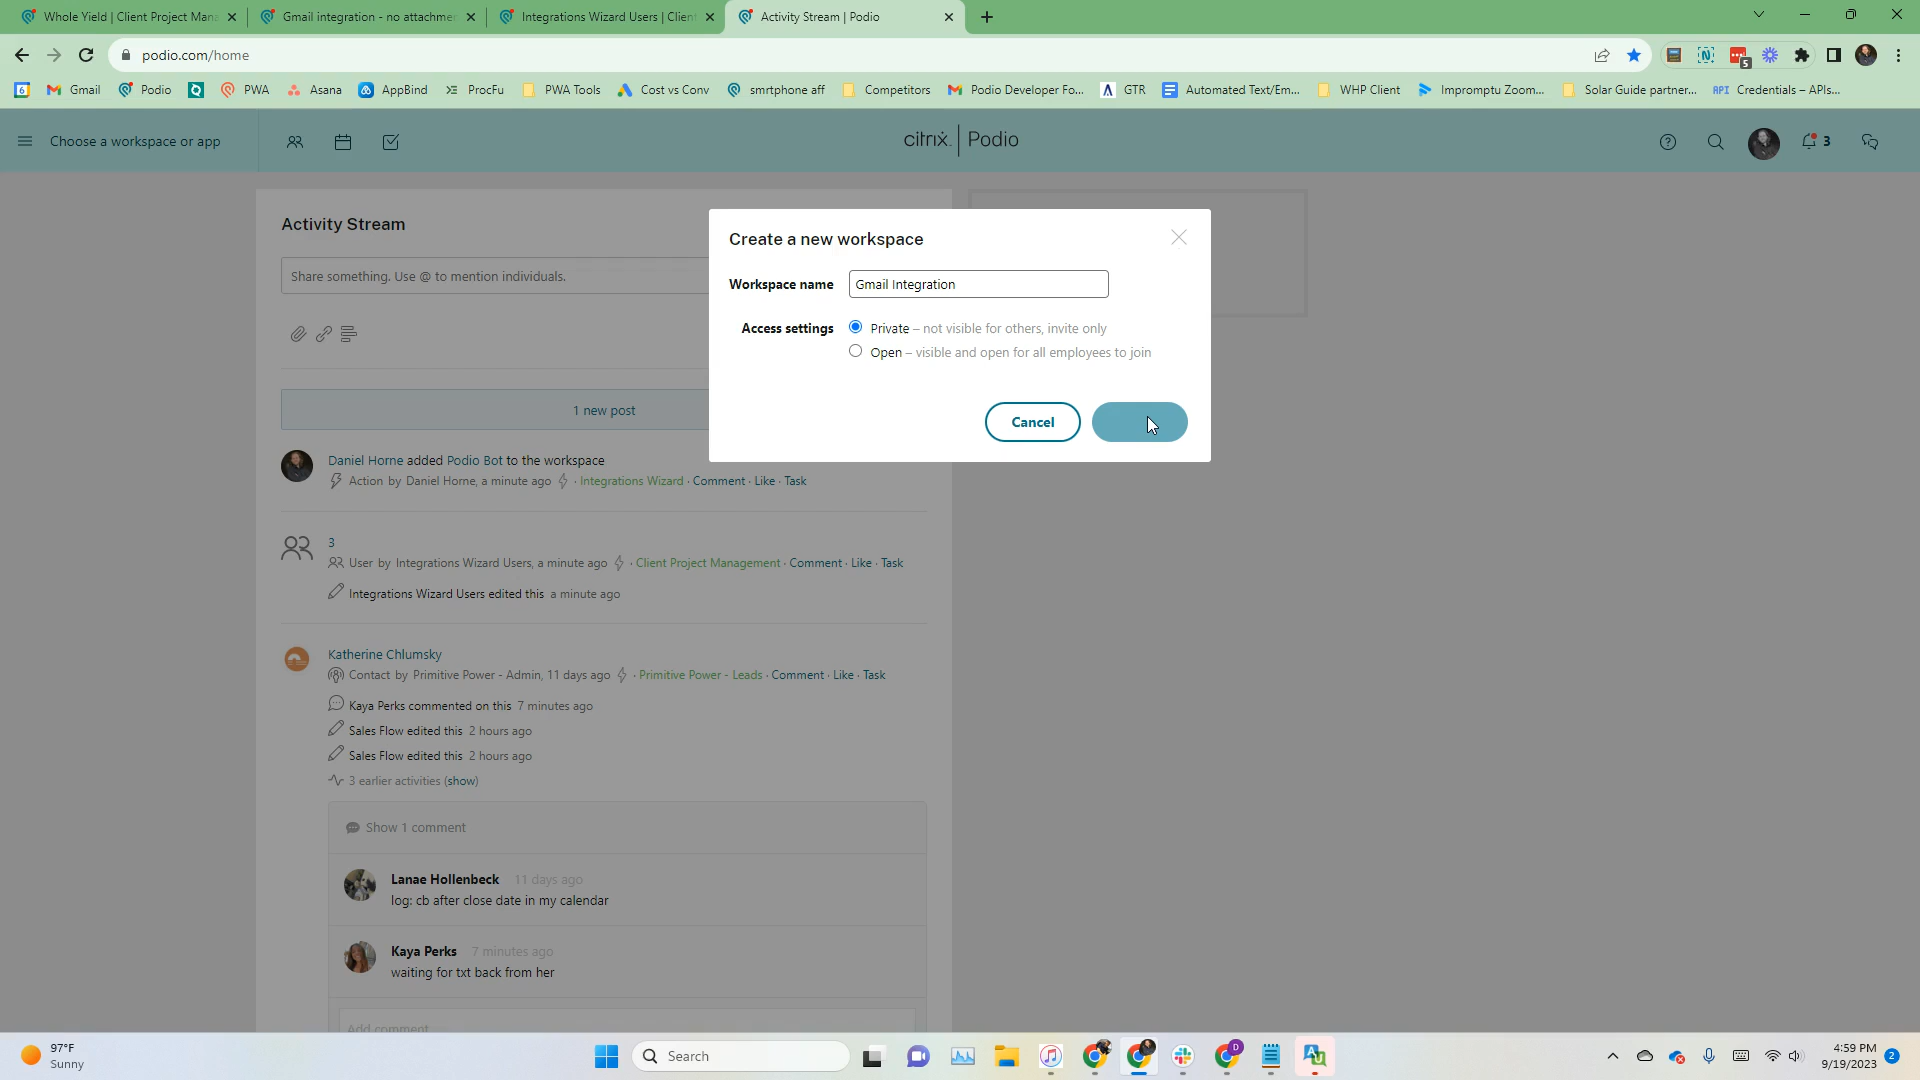 Whole Yield | Client Project Mana
Gmail integration - no attachmen
Integrations Wizard Users | Clien
Activity Stream | Podio
podio.com/home
5
6
Gmail
Podio
PWA
Asana
AppBind
ProcFu
PWA Tools
Cost vs Conv
smrtphone aff
Competitors
Podio Developer Fo...
GTR
Automated Text/Em...
WHP Client
Impromptu Zoom...
Solar Guide partner...
API Credentials – APIs...
Choose a workspace or app
citrix. | Podio
3
Activity Stream
Share something. Use @ to mention individuals.
1 new post
Daniel Horne added Podio Bot to the workspace
Action by Daniel Horne, a minute ago · Integrations Wizard · Comment · Like · Task
3
User by Integrations Wizard Users, a minute ago · Client Project Management · Comment · Like · Task
Integrations Wizard Users edited this a minute ago
Katherine Chlumsky
Contact by Primitive Power - Admin, 11 days ago · Primitive Power - Leads · Comment · Like · Task
Kaya Perks commented on this 7 minutes ago
Sales Flow edited this 2 hours ago
Sales Flow edited this 2 hours ago
3 earlier activities (show)
Show 1 comment
Lanae Hollenbeck 11 days ago
log: cb after close date in my calendar
Kaya Perks 7 minutes ago
waiting for txt back from her
Add comment
Create a new workspace
Workspace name Gmail Integration
Access settings Private – not visible for others, invite only
Open – visible and open for all employees to join
Cancel
97°F
Sunny
Search
D
4:59 PM
9/19/2023
2